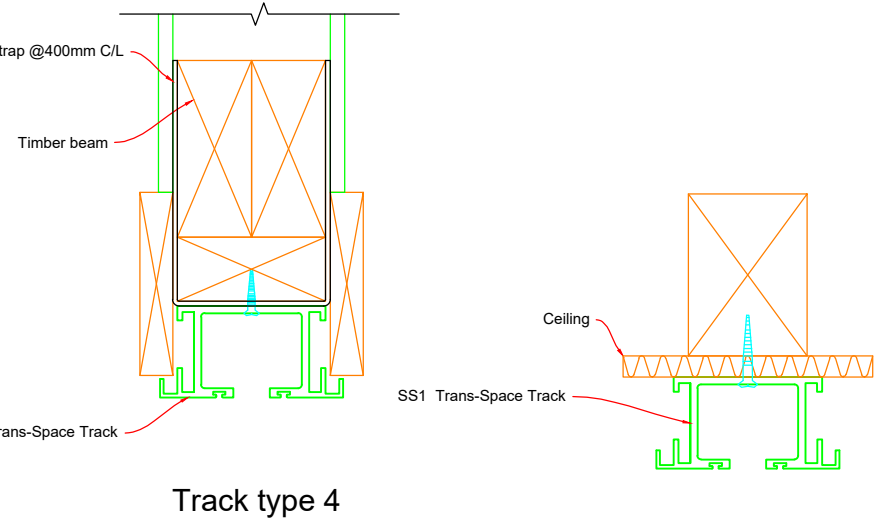 trap @400mm C/L
Timber beam
Ceiling
SS1 Trans-Space Track
rans-Space Track
Track type 4